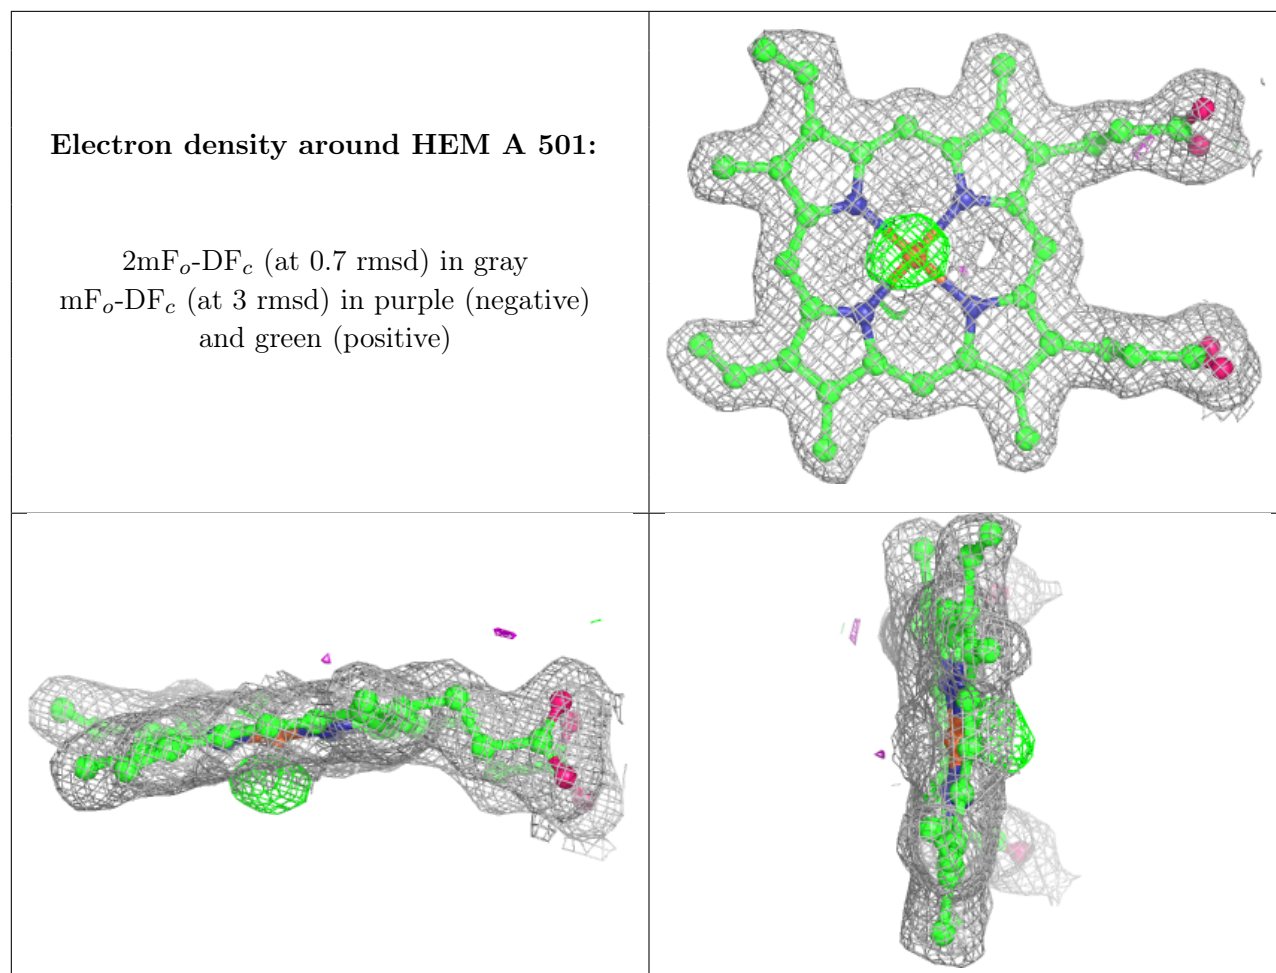 Electron density around HEM A 501:
2mFo-DFc (at 0.7 rmsd) in gray
mFo-DFc (at 3 rmsd) in purple (negative)
and green (positive)